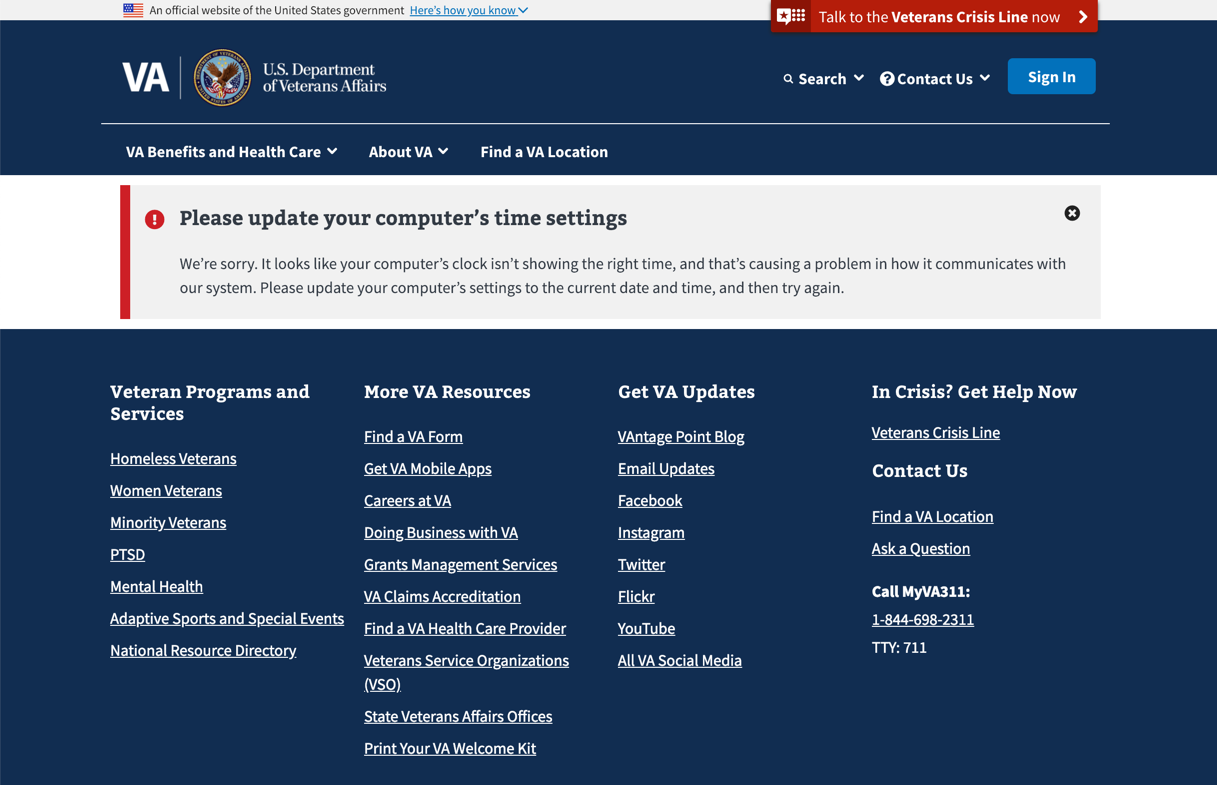 An official website of the United States government Here's how you know
Talk to the Veterans Crisis Line now
VA
U.S. Department
of Veterans Affairs
Search
Contact Us
Sign In
VA Benefits and Health Care
About VA
Find a VA Location
Please update your computer’s time settings
We’re sorry. It looks like your computer’s clock isn’t showing the right time, and that’s causing a problem in how it communicates with
our system. Please update your computer’s settings to the current date and time, and then try again.
Veteran Programs and
Services
Homeless Veterans
Women Veterans
Minority Veterans
PTSD
Mental Health
Adaptive Sports and Special Events
National Resource Directory
More VA Resources
Find a VA Form
Get VA Mobile Apps
Careers at VA
Doing Business with VA
Grants Management Services
VA Claims Accreditation
Find a VA Health Care Provider
Veterans Service Organizations
(VSO)
State Veterans Affairs Offices
Print Your VA Welcome Kit
Get VA Updates
VAntage Point Blog
Email Updates
Facebook
Instagram
Twitter
Flickr
YouTube
All VA Social Media
In Crisis? Get Help Now
Veterans Crisis Line
Contact Us
Find a VA Location
Ask a Question
Call MyVA311:
1-844-698-2311
TTY: 711